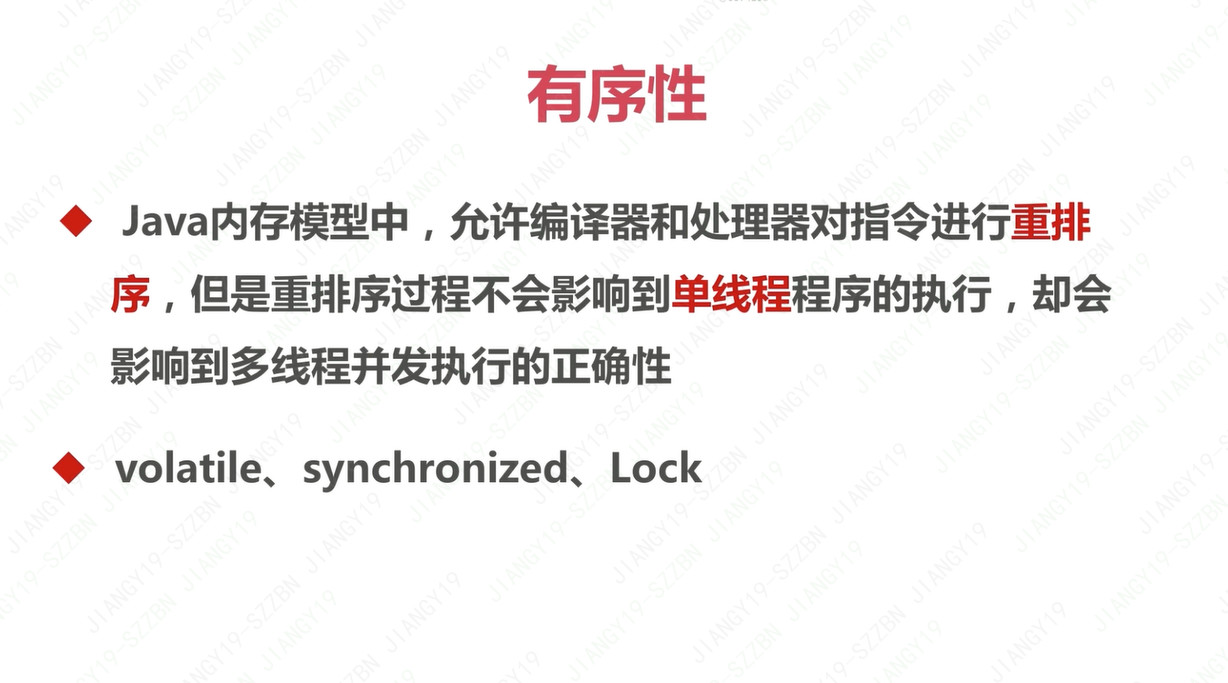 有序性
Java内存模型中，允许编译器和处理器对指令进行重排
序，但是重排序过程不会影响到单线程程序的执行，却会
影响到多线程并发执行的正确性
volatile、synchronized、Lock
JIANGY19-SZZBN